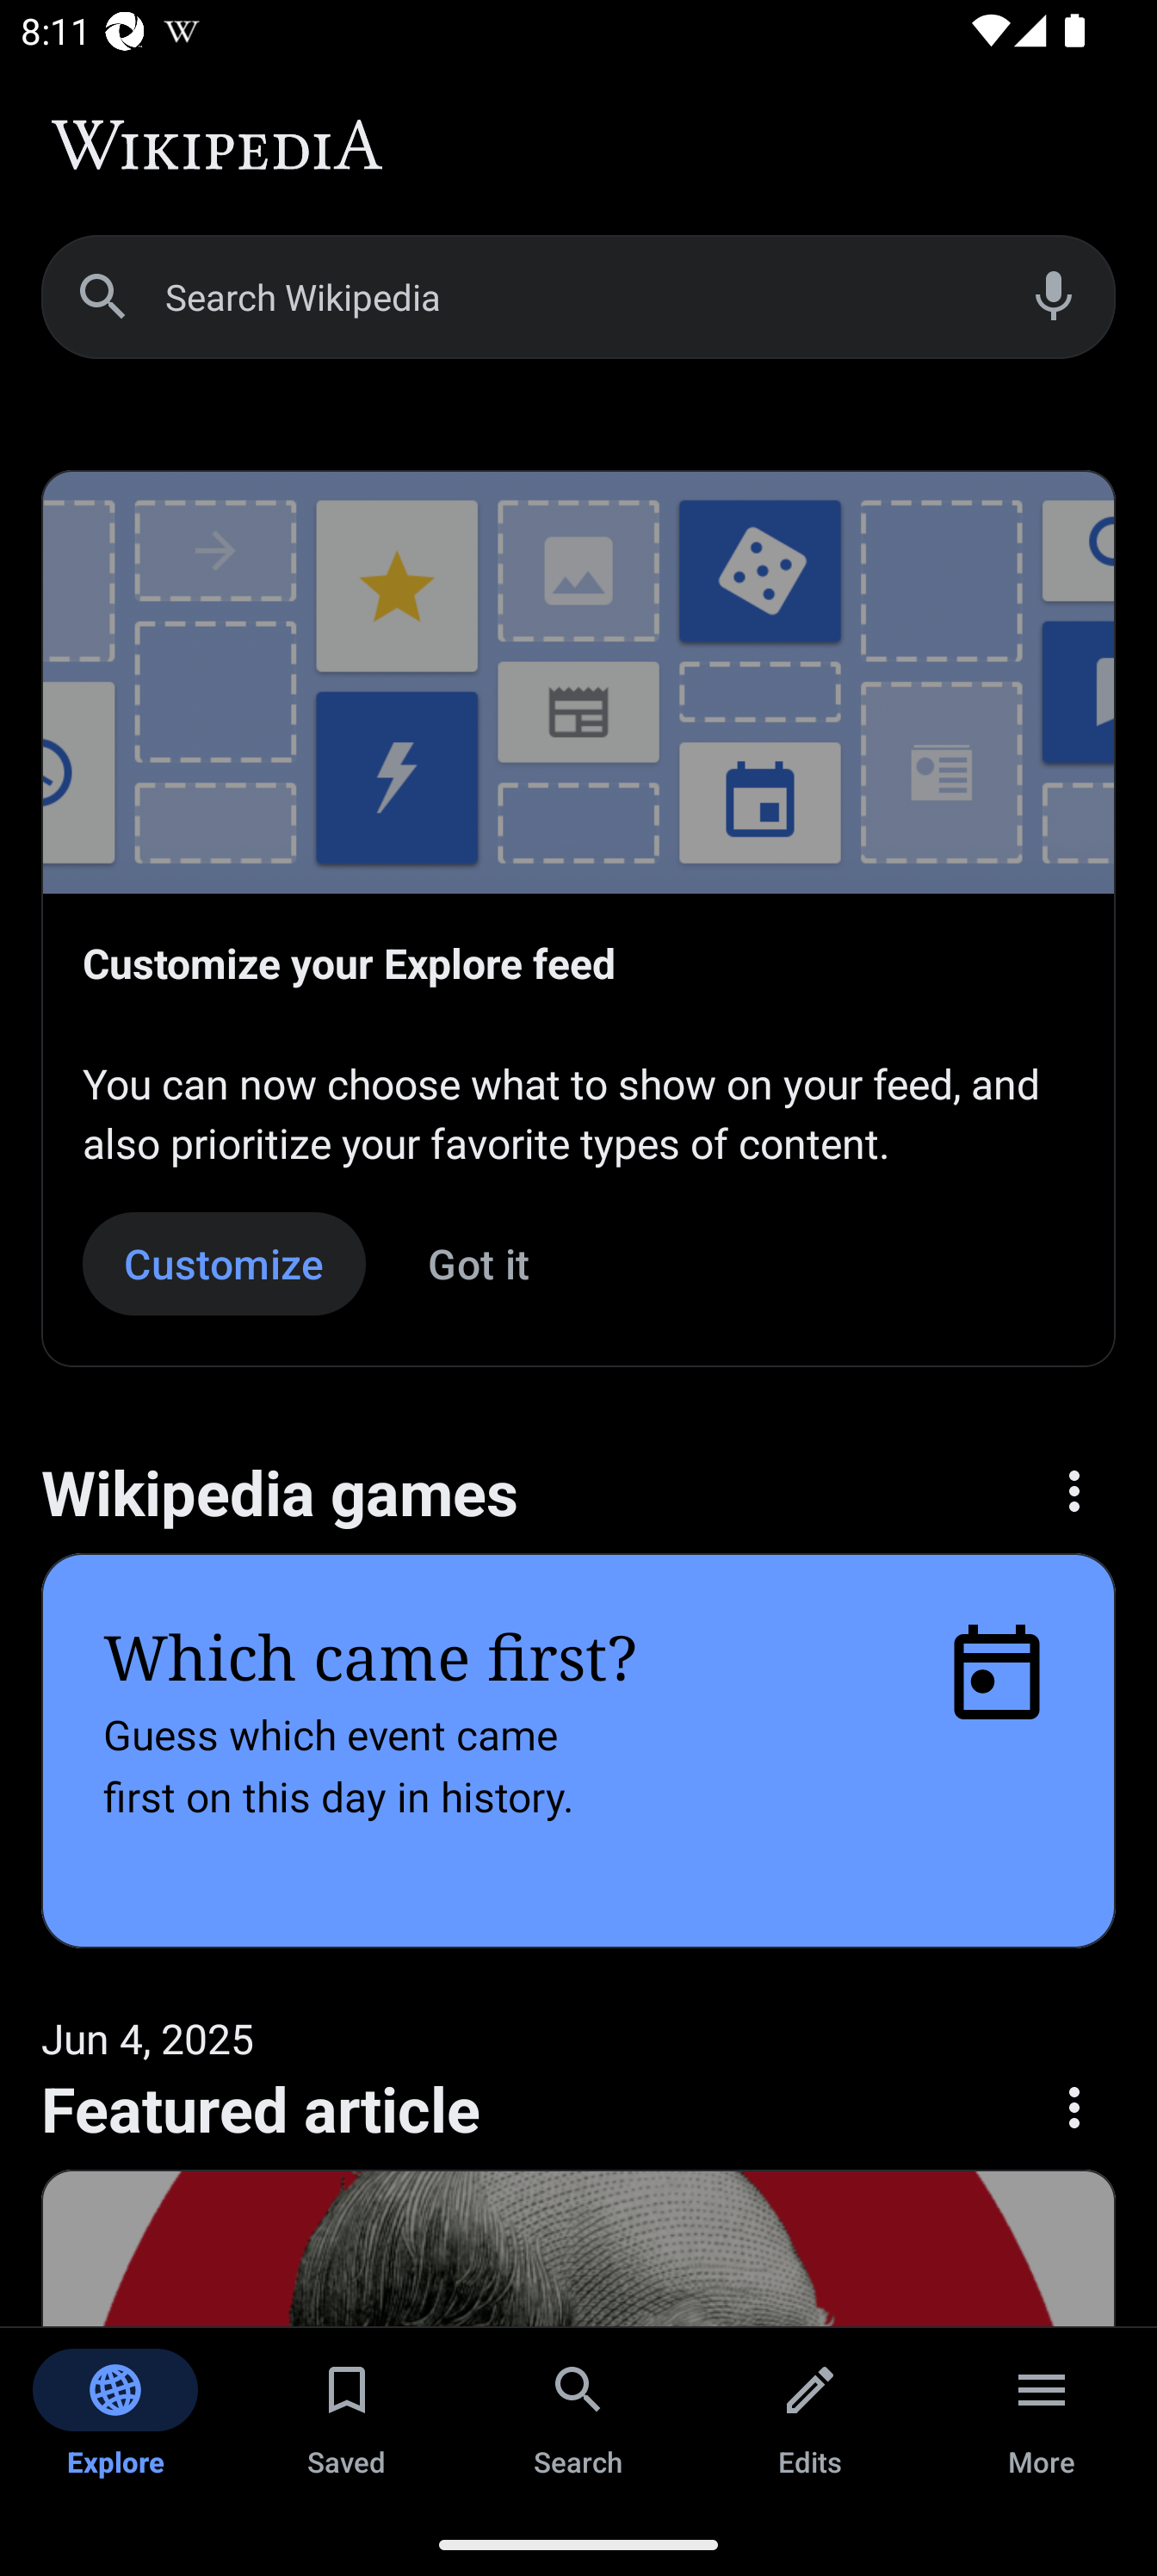 8:11 W
WIKIPEDIA
Search Wikipedia
Customize your Explore feed
You can now choose what to show on your feed, and
also prioritize your favorite types of content.
Customize Got it
Wikipedia games
Which came first?
Guess which event came
first on this day in history.
Jun 4, 2025
Featured article
Explore Saved Search Edits More